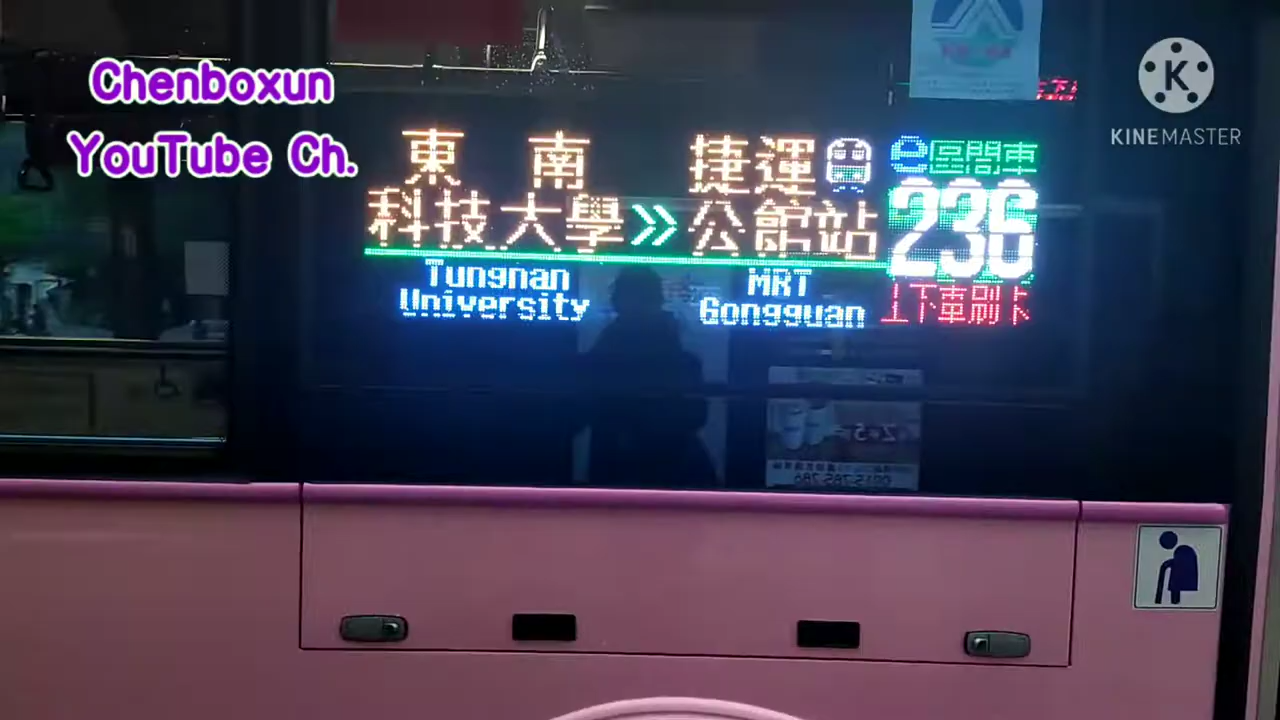 Chenboxun
YouTube Ch.
KINEMASTER
東南 捷運 區間車
科技大學 » 公館站 236
Tungnan MRT
University Gongguan
上下車刷卡